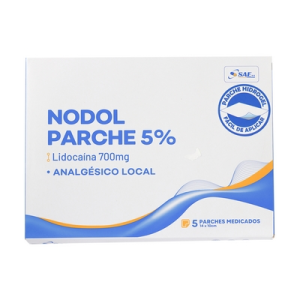 SAE
PARCHE HIDROGEL
FÁCIL DE APLICAR
NODOL
PARCHE 5%
Lidocaína 700mg
• ANALGÉSICO LOCAL
5 PARCHES MEDICADOS